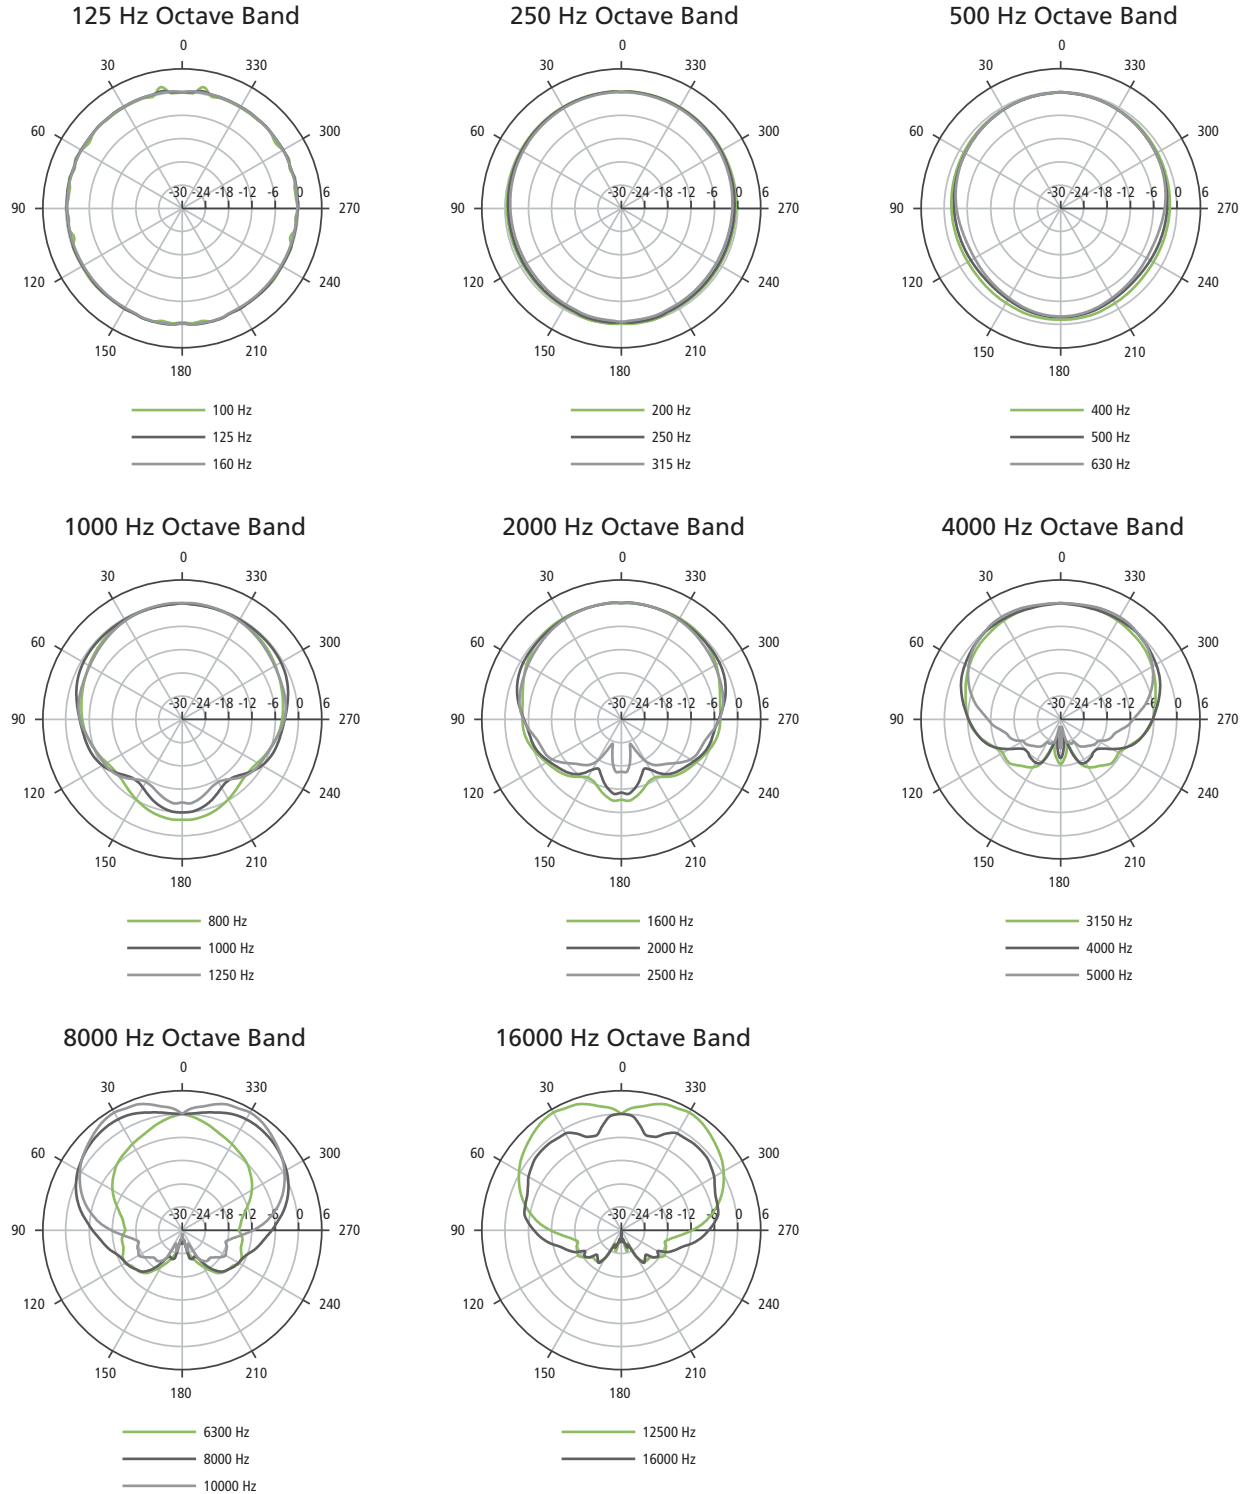 125 Hz Octave Band 250 Hz Octave Band 500 Hz Octave Band
0 0 0
30 330 30 330 30 330
60 300 60 300 60 300
-30 -24 -18 -12 -6 0 6 -30 -24 -18 -12 -6 0 6 -30 -24 -18 -12 -6 0 6
90 270 90 270 90 270
120 240 120 240 120 240
150 210 150 210 150 210
180 180 180
100 Hz 200 Hz 400 Hz
125 Hz 250 Hz 500 Hz
160 Hz 315 Hz 630 Hz
1000 Hz Octave Band 2000 Hz Octave Band 4000 Hz Octave Band
0 0 0
30 330 30 330 30 330
60 300 60 300 60 300
-30 -24 -18 -12 -6 0 6 -30 -24 -18 -12 -6 0 6 -30 -24 -18 -12 -6 0 6
90 270 90 270 90 270
120 240 120 240 120 240
150 210 150 210 150 210
180 180 180
800 Hz 1600 Hz 3150 Hz
1000 Hz 2000 Hz 4000 Hz
1250 Hz 2500 Hz 5000 Hz
8000 Hz Octave Band 16000 Hz Octave Band
0 0
30 330 30 330
60 300 60 300
-30 -24 -18 -12 -6 0 6 -30 -24 -18 -12 -6 0 6
90 270 90 270
120 240 120 240
150 210 150 210
180 180
6300 Hz 12500 Hz
8000 Hz 16000 Hz
10000 Hz